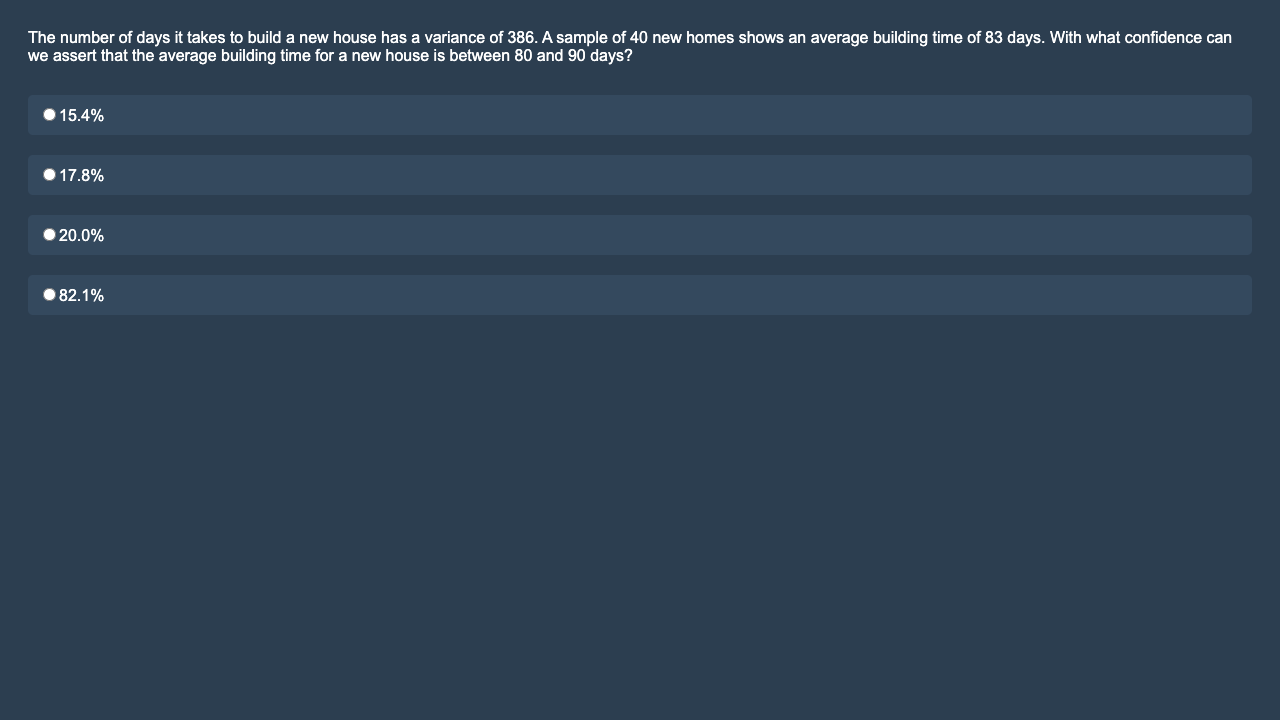 The number of days it takes to build a new house has a variance of 386. A sample of 40 new homes shows an average building time of 83 days. With what confidence can
we assert that the average building time for a new house is between 80 and 90 days?
15.4%
17.8%
20.0%
82.1%